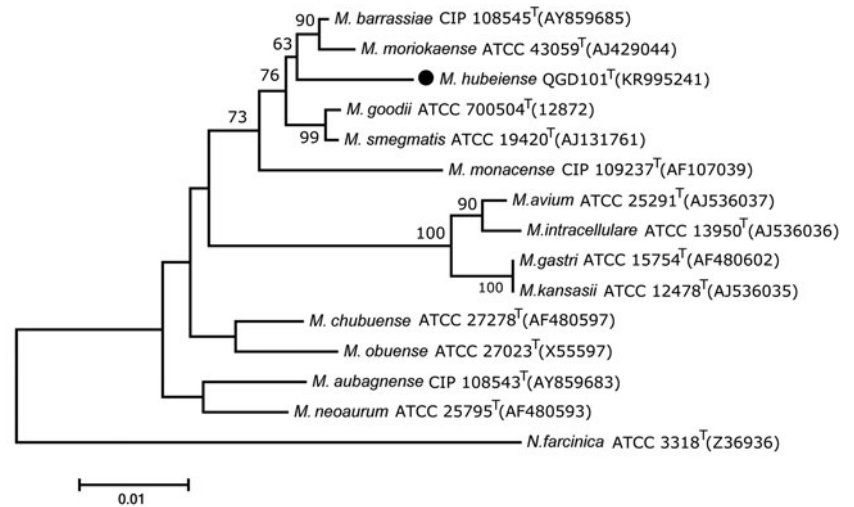 90 M. barrassiae CIP 108545T(AY859685)
63 M. moriokaense ATCC 43059T(AJ429044)
76 M. hubeiense QGD101T(KR995241)
73 M. goodii ATCC 700504T(12872)
99 M. smegmatis ATCC 19420T(AJ131761)
M. monacense CIP 109237T(AF107039)
90 M.avium ATCC 25291T(AJ536037)
100 M.intracellulare ATCC 13950T(AJ536036)
M.gastri ATCC 15754T(AF480602)
100 M.kansasii ATCC 12478T(AJ536035)
M. chubuense ATCC 27278T(AF480597)
M. obuense ATCC 27023T(X55597)
M. aubagnense CIP 108543T(AY859683)
M. neoaurum ATCC 25795T(AF480593)
N.farcinica ATCC 3318T(Z36936)
0.01